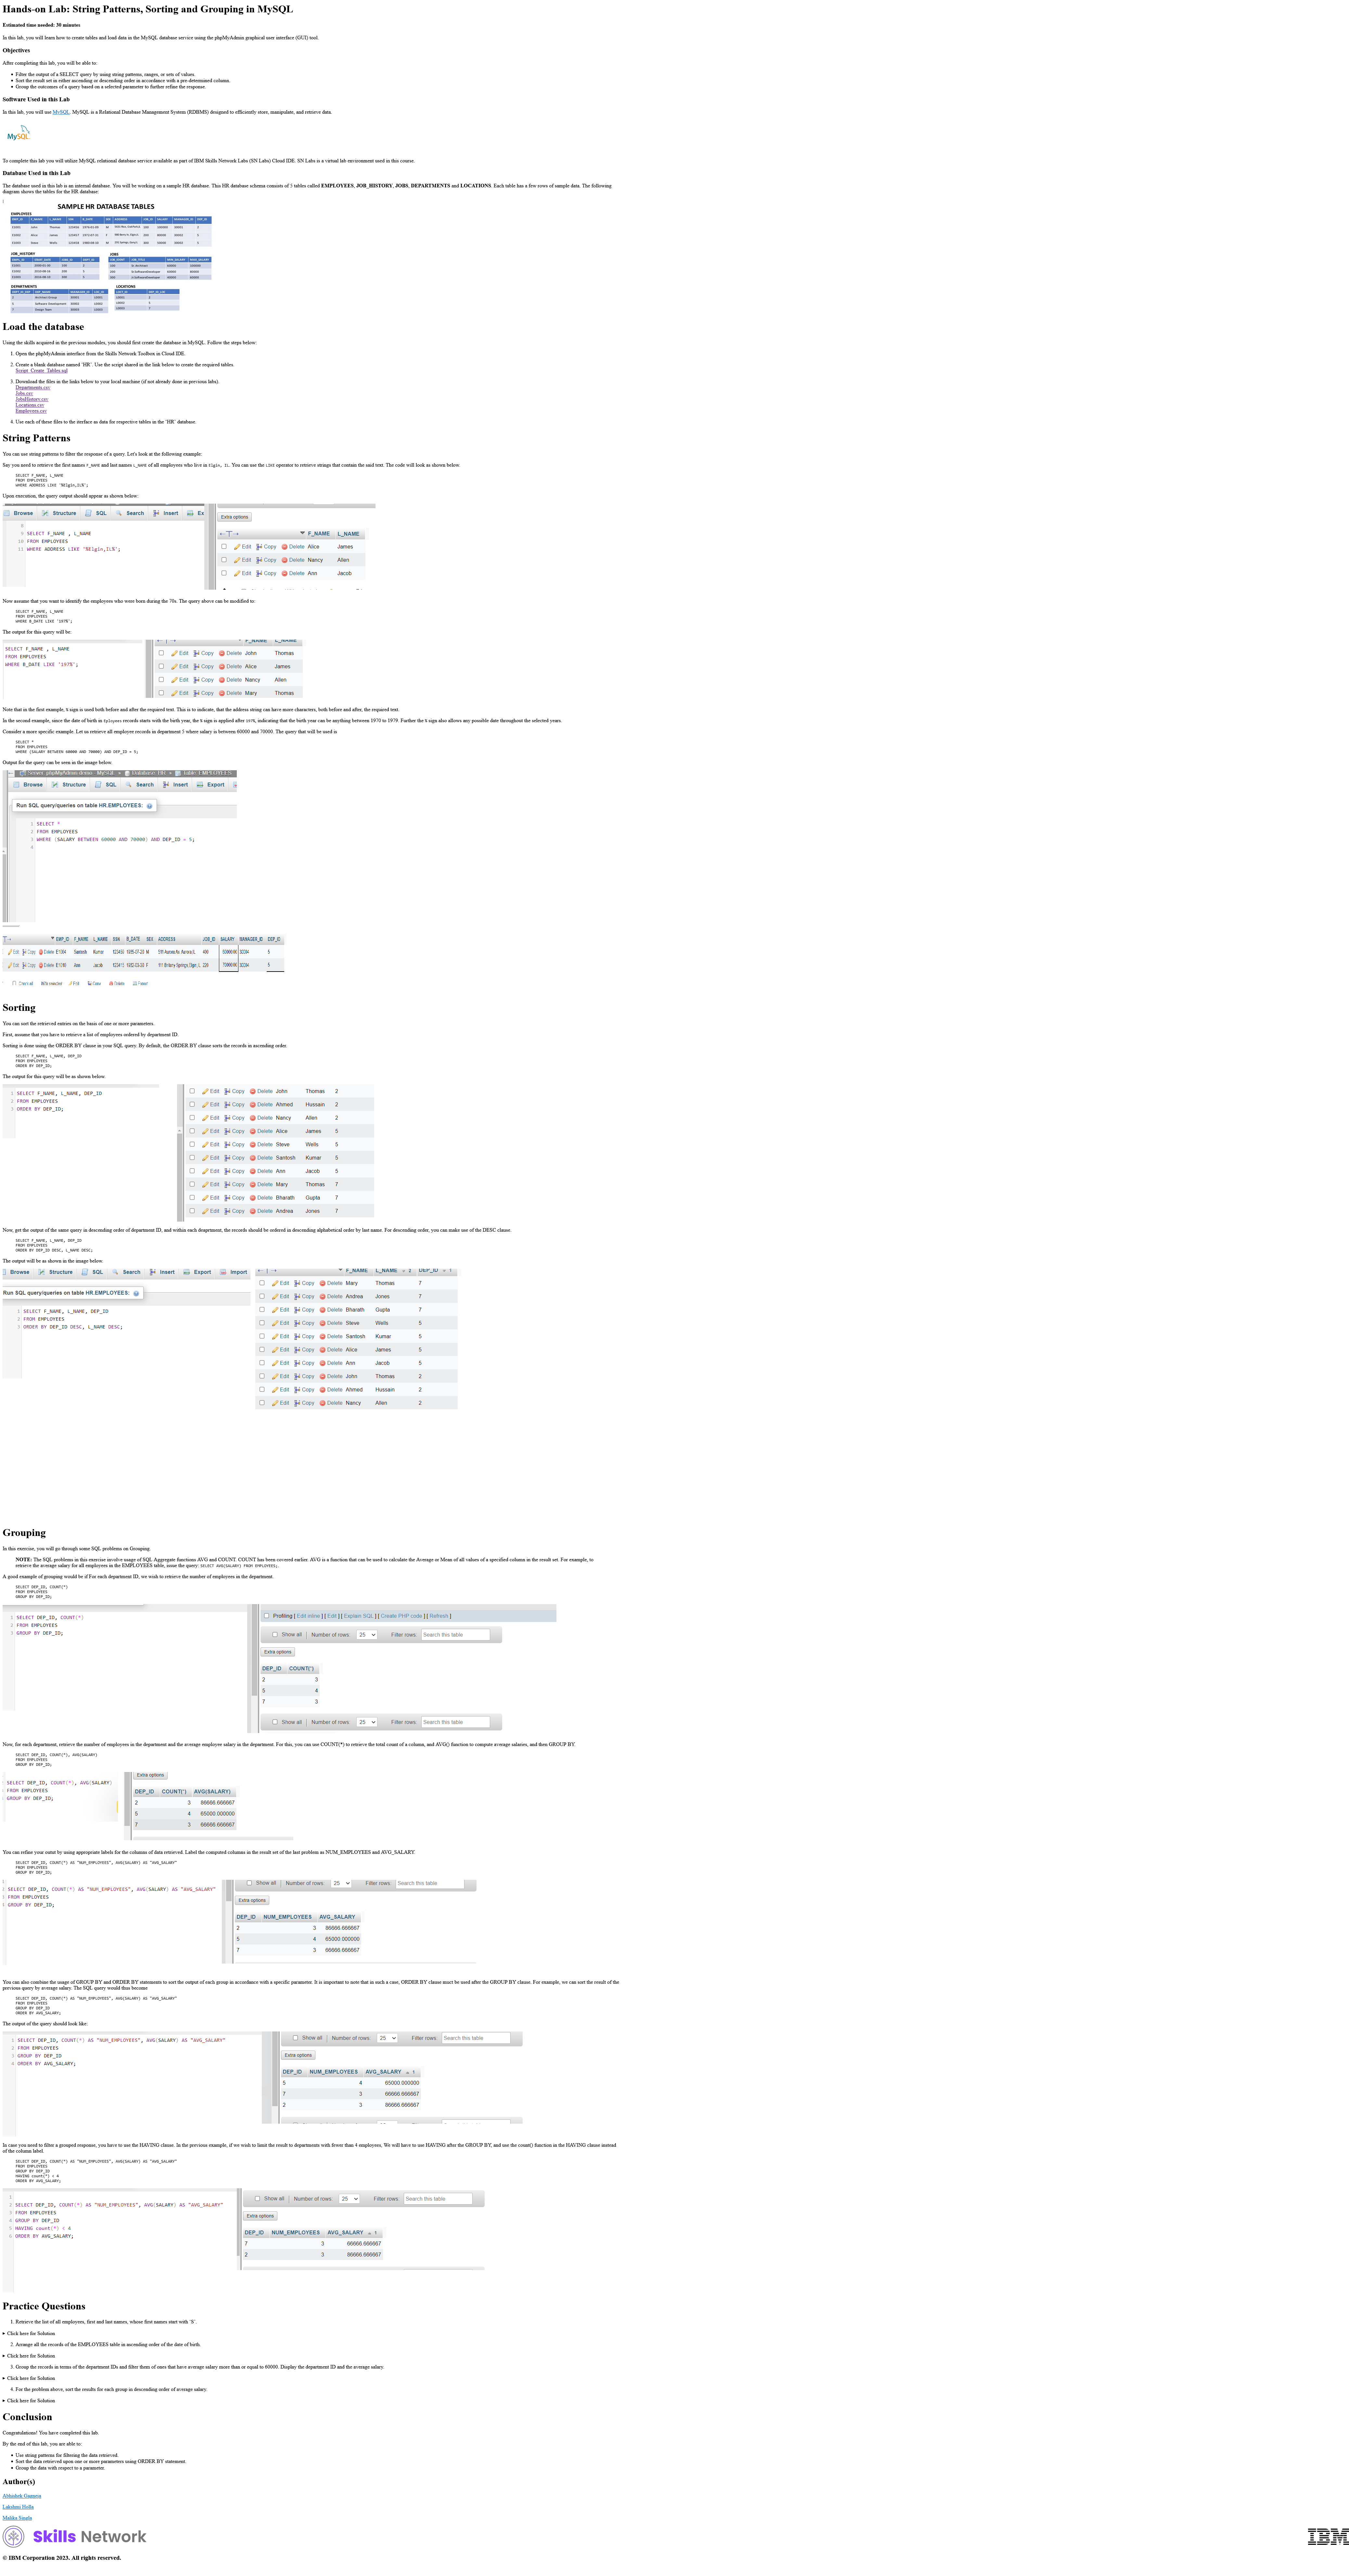 Hands-on Lab: String Patterns, Sorting and Grouping in MySQL
Estimated time needed: 30 minutes
In this lab, you will learn how to create tables and load data in the MySQL database service using the phpMyAdmin graphical user interface (GUI) tool.
Objectives
After completing this lab, you will be able to:
Filter the output of a SELECT query by using string patterns, ranges, or sets of values.
Sort the result set in either ascending or descending order in accordance with a pre-determined column.
Group the outcomes of a query based on a selected parameter to further refine the response.
Software Used in this Lab
In this lab, you will use MySQL. MySQL is a Relational Database Management System (RDBMS) designed to efficiently store, manipulate, and retrieve data.
MySQL
To complete this lab you will utilize MySQL relational database service available as part of IBM Skills Network Labs (SN Labs) Cloud IDE. SN Labs is a virtual lab environment used in this course.
Database Used in this Lab
The database used in this lab is an internal database. You will be working on a sample HR database. This HR database schema consists of 5 tables called EMPLOYEES, JOB_HISTORY, JOBS, DEPARTMENTS and LOCATIONS. Each table has a few rows of sample data. The following
diagram shows the tables for the HR database:
SAMPLE HR DATABASE TABLES
EMPLOYEES
JOB_HISTORY JOBS
DEPARTMENTS LOCATIONS
Load the database
Using the skills acquired in the previous modules, you should first create the database in MySQL. Follow the steps below:
1. Open the phpMyAdmin interface from the Skills Network Toolbox in Cloud IDE.
2. Create a blank database named 'HR'. Use the script shared in the link below to create the required tables.
Script_Create_Tables.sql
3. Download the files in the links below to your local machine (if not already done in previous labs).
Departments.csv
Jobs.csv
JobsHistory.csv
Locations.csv
Employees.csv
4. Use each of these files to the iterface as data for respective tables in the 'HR' database.
String Patterns
You can use string patterns to filter the response of a query. Let's look at the following example:
Say you need to retrieve the first names F_NAME and last names L_NAME of all employees who live in Elgin, IL. You can use the LIKE operator to retrieve strings that contain the said text. The code will look as shown below.
SELECT F_NAME, L_NAME
FROM EMPLOYEES
WHERE ADDRESS LIKE '%Elgin,IL%';
Upon execution, the query output should appear as shown below:
Browse Structure SQL Search Insert Ex
Extra options
8
9 SELECT F_NAME , L_NAME
10 FROM EMPLOYEES
11 WHERE ADDRESS LIKE '%Elgin,IL%';
F_NAME L_NAME
Edit Copy Delete Alice James
Edit Copy Delete Nancy Allen
Edit Copy Delete Ann Jacob
Now assume that you want to identify the employees who were born during the 70s. The query above can be modified to:
SELECT F_NAME, L_NAME
FROM EMPLOYEES
WHERE B_DATE LIKE '197%';
The output for this query will be:
SELECT F_NAME , L_NAME
FROM EMPLOYEES
WHERE B_DATE LIKE '197%';
F_NAME L_NAME
Edit Copy Delete John Thomas
Edit Copy Delete Alice James
Edit Copy Delete Nancy Allen
Edit Copy Delete Mary Thomas
Note that in the first example, % sign is used both before and after the required text. This is to indicate, that the address string can have more characters, both before and after, the required text.
In the second example, since the date of birth in Employees records starts with the birth year, the % sign is applied after 197%, indicating that the birth year can be anything between 1970 to 1979. Further the % sign also allows any possible date throughout the selected years.
Consider a more specific example. Let us retrieve all employee records in department 5 where salary is between 60000 and 70000. The query that will be used is
SELECT *
FROM EMPLOYEES
WHERE (SALARY BETWEEN 60000 AND 70000) AND DEP_ID = 5;
Output for the query can be seen in the image below.
Browse Structure SQL Search Insert Export
Run SQL query/queries on table HR.EMPLOYEES:
1 SELECT *
2 FROM EMPLOYEES
3 WHERE (SALARY BETWEEN 60000 AND 70000) AND DEP_ID = 5;
4
EMP_ID F_NAME L_NAME SSN B_DATE SEX ADDRESS JOB_ID SALARY MANAGER_ID DEP_ID
Edit Copy Delete Santosh Kumar
Edit Copy Delete Ann Jacob
Sorting
You can sort the retrieved entries on the basis of one or more parameters.
First, assume that you have to retrieve a list of employees ordered by department ID.
Sorting is done using the ORDER BY clause in your SQL query. By default, the ORDER BY clause sorts the records in ascending order.
SELECT F_NAME, L_NAME, DEP_ID
FROM EMPLOYEES
ORDER BY DEP_ID;
The output for this query will be as shown below.
1 SELECT F_NAME, L_NAME, DEP_ID
2 FROM EMPLOYEES
3 ORDER BY DEP_ID;
Edit Copy Delete John Thomas 2
Edit Copy Delete Ahmed Hussain 2
Edit Copy Delete Nancy Allen 2
Edit Copy Delete Alice James 5
Edit Copy Delete Steve Wells 5
Edit Copy Delete Santosh Kumar 5
Edit Copy Delete Ann Jacob 5
Edit Copy Delete Mary Thomas 7
Edit Copy Delete Bharath Gupta 7
Edit Copy Delete Andrea Jones 7
Now, get the output of the same query in descending order of department ID, and within each deaprtment, the records should be ordered in descending alphabetical order by last name. For descending order, you can make use of the DESC clause.
SELECT F_NAME, L_NAME, DEP_ID
FROM EMPLOYEES
ORDER BY DEP_ID DESC, L_NAME DESC;
The output will be as shown in the image below.
Browse Structure SQL Search Insert Export Import
Run SQL query/queries on table HR.EMPLOYEES:
1 SELECT F_NAME, L_NAME, DEP_ID
2 FROM EMPLOYEES
3 ORDER BY DEP_ID DESC, L_NAME DESC;
F_NAME L_NAME 2 DEP_ID 1
Edit Copy Delete Mary Thomas 7
Edit Copy Delete Andrea Jones 7
Edit Copy Delete Bharath Gupta 7
Edit Copy Delete Steve Wells 5
Edit Copy Delete Santosh Kumar 5
Edit Copy Delete Alice James 5
Edit Copy Delete Ann Jacob 5
Edit Copy Delete John Thomas 2
Edit Copy Delete Ahmed Hussain 2
Edit Copy Delete Nancy Allen 2
Grouping
In this exercise, you will go through some SQL problems on Grouping.
NOTE: The SQL problems in this exercise involve usage of SQL Aggregate functions AVG and COUNT. COUNT has been covered earlier. AVG is a function that can be used to calculate the Average or Mean of all values of a specified column in the result set. For example, to
retrieve the average salary for all employees in the EMPLOYEES table, issue the query: SELECT AVG(SALARY) FROM EMPLOYEES;.
A good example of grouping would be if For each department ID, we wish to retrieve the number of employees in the department.
SELECT DEP_ID, COUNT(*)
FROM EMPLOYEES
GROUP BY DEP_ID;
1 SELECT DEP_ID, COUNT(*)
2 FROM EMPLOYEES
3 GROUP BY DEP_ID;
Profiling [ Edit inline ] [ Edit ] [ Explain SQL ] [ Create PHP code ] [ Refresh ]
Show all Number of rows: 25 Filter rows: Search this table
Extra options
DEP_ID COUNT(*)
2 3
5 4
7 3
Show all Number of rows: 25 Filter rows: Search this table
Now, for each department, retrieve the number of employees in the department and the average employee salary in the department. For this, you can use COUNT(*) to retrieve the total count of a column, and AVG() function to compute average salaries, and then GROUP BY.
SELECT DEP_ID, COUNT(*), AVG(SALARY)
FROM EMPLOYEES
GROUP BY DEP_ID;
SELECT DEP_ID, COUNT(*), AVG(SALARY)
FROM EMPLOYEES
GROUP BY DEP_ID;
Extra options
DEP_ID COUNT(*) AVG(SALARY)
2 3 86666.666667
5 4 65000.000000
7 3 66666.666667
You can refine your output by using appropriate labels for the columns of data retrieved. Label the computed columns in the result set of the last problem as NUM_EMPLOYEES and AVG_SALARY.
SELECT DEP_ID, COUNT(*) AS "NUM_EMPLOYEES", AVG(SALARY) AS "AVG_SALARY"
FROM EMPLOYEES
GROUP BY DEP_ID;
SELECT DEP_ID, COUNT(*) AS "NUM_EMPLOYEES", AVG(SALARY) AS "AVG_SALARY"
FROM EMPLOYEES
GROUP BY DEP_ID;
Show all Number of rows: 25 Filter rows: Search this table
Extra options
DEP_ID NUM_EMPLOYEES AVG_SALARY
2 3 86666.666667
5 4 65000.000000
7 3 66666.666667
You can also combine the usage of GROUP BY and ORDER BY statements to sort the output of each group in accordance with a specific parameter. It is important to note that in such a case, ORDER BY clause muct be used after the GROUP BY clause. For example, we can sort the result of the
previous query by average salary. The SQL query would thus become
SELECT DEP_ID, COUNT(*) AS "NUM_EMPLOYEES", AVG(SALARY) AS "AVG_SALARY"
FROM EMPLOYEES
GROUP BY DEP_ID
ORDER BY AVG_SALARY;
The output of the query should look like:
1 SELECT DEP_ID, COUNT(*) AS "NUM_EMPLOYEES", AVG(SALARY) AS "AVG_SALARY"
2 FROM EMPLOYEES
3 GROUP BY DEP_ID
4 ORDER BY AVG_SALARY;
Show all Number of rows: 25 Filter rows: Search this table
Extra options
DEP_ID NUM_EMPLOYEES AVG_SALARY 1
5 4 65000.000000
7 3 66666.666667
2 3 86666.666667
In case you need to filter a grouped response, you have to use the HAVING clause. In the previous example, if we wish to limit the result to departments with fewer than 4 employees, We will have to use HAVING after the GROUP BY, and use the count() function in the HAVING clause instead
of the column label.
SELECT DEP_ID, COUNT(*) AS "NUM_EMPLOYEES", AVG(SALARY) AS "AVG_SALARY"
FROM EMPLOYEES
GROUP BY DEP_ID
HAVING count(*) < 4
ORDER BY AVG_SALARY;
1
2 SELECT DEP_ID, COUNT(*) AS "NUM_EMPLOYEES", AVG(SALARY) AS "AVG_SALARY"
3 FROM EMPLOYEES
4 GROUP BY DEP_ID
5 HAVING count(*) < 4
6 ORDER BY AVG_SALARY;
Show all Number of rows: 25 Filter rows: Search this table
Extra options
DEP_ID NUM_EMPLOYEES AVG_SALARY 1
7 3 66666.666667
2 3 86666.666667
Practice Questions
1. Retrieve the list of all employees, first and last names, whose first names start with 'S'.
Click here for Solution
2. Arrange all the records of the EMPLOYEES table in ascending order of the date of birth.
Click here for Solution
3. Group the records in terms of the department IDs and filter them of ones that have average salary more than or equal to 60000. Display the department ID and the average salary.
Click here for Solution
4. For the problem above, sort the results for each group in descending order of average salary.
Click here for Solution
Conclusion
Congratulations! You have completed this lab.
By the end of this lab, you are able to:
Use string patterns for filtering the data retrieved.
Sort the data retrieved upon one or more parameters using ORDER BY statement.
Group the data with respect to a parameter.
Author(s)
Abhishek Gagneja
Lakshmi Holla
Malika Singla
Skills Network
IBM
© IBM Corporation 2023. All rights reserved.